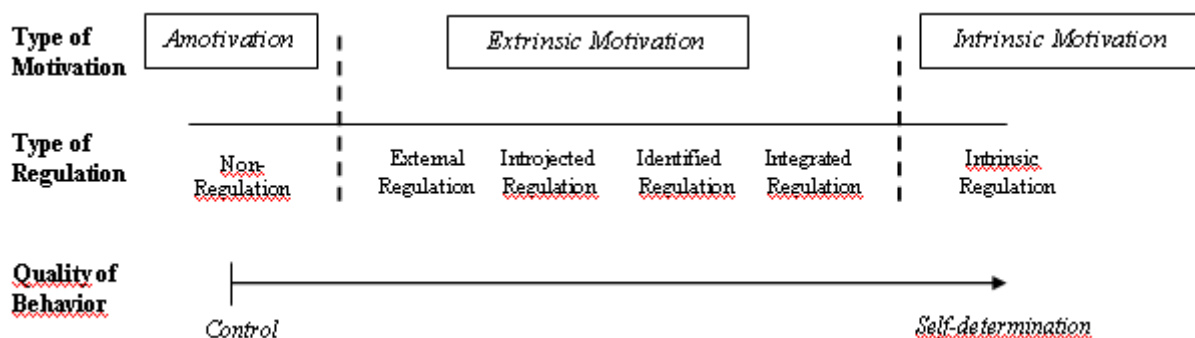 Type of
Motivation
Amotivation
Extrinsic Motivation
Intrinsic Motivation
Type of
Regulation
Non-
Regulation
External
Regulation
Introjected
Regulation
Identified
Regulation
Integrated
Regulation
Intrinsic
Regulation
Quality of
Behavior
Control
Self-determination